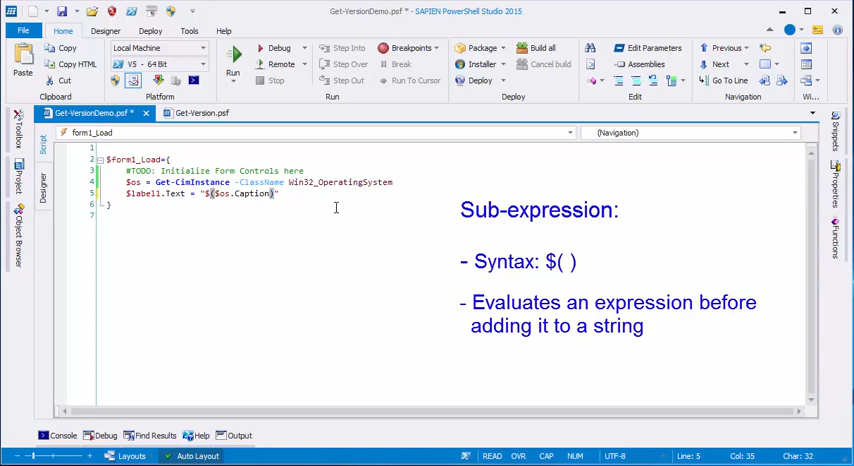 Get-VersionDemo.psf * - SAPIEN PowerShell Studio 2015
File Home Designer Deploy Tools Help
Paste
Copy
Copy HTML
Cut
Clipboard
Local Machine
V5 - 64 Bit
Platform
Run
Debug
Remote
Stop
Step Into
Step Over
Step Out
Run
Breakpoints
Break
Run To Cursor
Package
Installer
Deploy
Build all
Cancel build
Deploy
Edit Parameters
Assemblies
Edit
Previous
Next
Go To Line
Navigation
Wi...
Get-VersionDemo.psf * Get-Version.psf
form1_Load (Navigation)
Toolbox
Project
Object Browser
Script
Designer
Snippets
Properties
Functions
1
2 $form1_Load={
3 #TODO: Initialize Form Controls here
4 $os = Get-CimInstance -ClassName Win32_OperatingSystem
5 $label1.Text = "$($os.Caption)"
6 }
7
Sub-expression:
- Syntax: $( )
- Evaluates an expression before
adding it to a string
Console Debug Find Results Help Output
Layouts Auto Layout READ OVR CAP NUM UTF-8 Line: 5 Col: 35 Char: 32